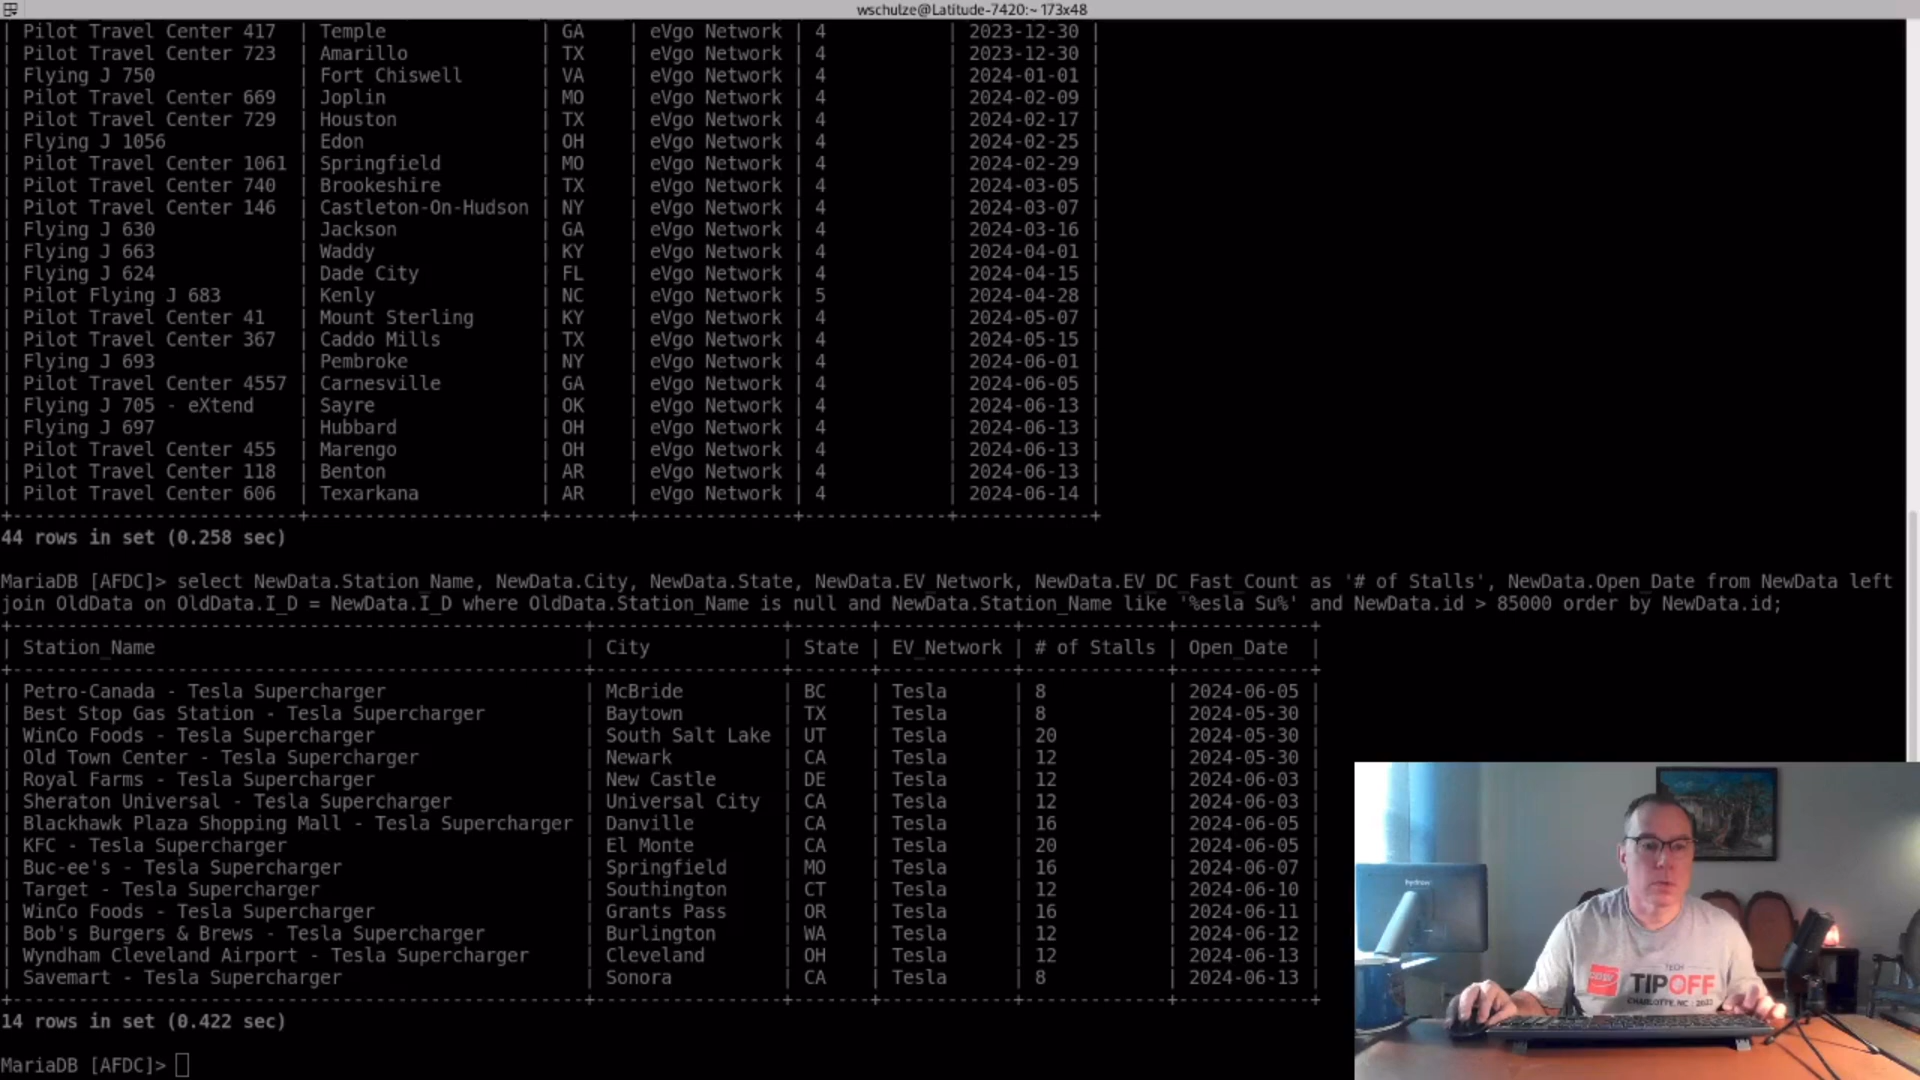 wschulze@Latitude-7420:~ 173x48
| Pilot Travel Center 417 | Temple | GA | eVgo Network | 4 | 2023-12-30 |
| Pilot Travel Center 723 | Amarillo | TX | eVgo Network | 4 | 2023-12-30 |
| Flying J 750 | Fort Chiswell | VA | eVgo Network | 4 | 2024-01-01 |
| Pilot Travel Center 669 | Joplin | MO | eVgo Network | 4 | 2024-02-09 |
| Pilot Travel Center 729 | Houston | TX | eVgo Network | 4 | 2024-02-17 |
| Flying J 1056 | Edon | OH | eVgo Network | 4 | 2024-02-25 |
| Pilot Travel Center 1061 | Springfield | MO | eVgo Network | 4 | 2024-02-29 |
| Pilot Travel Center 740 | Brookeshire | TX | eVgo Network | 4 | 2024-03-05 |
| Pilot Travel Center 146 | Castleton-On-Hudson | NY | eVgo Network | 4 | 2024-03-07 |
| Flying J 630 | Jackson | GA | eVgo Network | 4 | 2024-03-16 |
| Flying J 663 | Waddy | KY | eVgo Network | 4 | 2024-04-01 |
| Flying J 624 | Dade City | FL | eVgo Network | 4 | 2024-04-15 |
| Pilot Flying J 683 | Kenly | NC | eVgo Network | 5 | 2024-04-28 |
| Pilot Travel Center 41 | Mount Sterling | KY | eVgo Network | 4 | 2024-05-07 |
| Pilot Travel Center 367 | Caddo Mills | TX | eVgo Network | 4 | 2024-05-15 |
| Flying J 693 | Pembroke | NY | eVgo Network | 4 | 2024-06-01 |
| Pilot Travel Center 4557 | Carnesville | GA | eVgo Network | 4 | 2024-06-05 |
| Flying J 705 - eXtend | Sayre | OK | eVgo Network | 4 | 2024-06-13 |
| Flying J 697 | Hubbard | OH | eVgo Network | 4 | 2024-06-13 |
| Pilot Travel Center 455 | Marengo | OH | eVgo Network | 4 | 2024-06-13 |
| Pilot Travel Center 118 | Benton | AR | eVgo Network | 4 | 2024-06-13 |
| Pilot Travel Center 606 | Texarkana | AR | eVgo Network | 4 | 2024-06-14 |
44 rows in set (0.258 sec)
MariaDB [AFDC]> select NewData.Station_Name, NewData.City, NewData.State, NewData.EV_Network, NewData.EV_DC_Fast_Count as '# of Stalls', NewData.Open_Date from NewData left
join OldData on OldData.I_D = NewData.I_D where OldData.Station_Name is null and NewData.Station_Name like '%esla Su%' and NewData.id > 85000 order by NewData.id;
| Station_Name | City | State | EV_Network | # of Stalls | Open_Date |
| Petro-Canada - Tesla Supercharger | McBride | BC | Tesla | 8 | 2024-06-05 |
| Best Stop Gas Station - Tesla Supercharger | Baytown | TX | Tesla | 8 | 2024-05-30 |
| WinCo Foods - Tesla Supercharger | South Salt Lake | UT | Tesla | 20 | 2024-05-30 |
| Old Town Center - Tesla Supercharger | Newark | CA | Tesla | 12 | 2024-05-30 |
| Royal Farms - Tesla Supercharger | New Castle | DE | Tesla | 12 | 2024-06-03 |
| Sheraton Universal - Tesla Supercharger | Universal City | CA | Tesla | 12 | 2024-06-03 |
| Blackhawk Plaza Shopping Mall - Tesla Supercharger | Danville | CA | Tesla | 16 | 2024-06-05 |
| KFC - Tesla Supercharger | El Monte | CA | Tesla | 20 | 2024-06-05 |
| Buc-ee's - Tesla Supercharger | Springfield | MO | Tesla | 16 | 2024-06-07 |
| Target - Tesla Supercharger | Southington | CT | Tesla | 12 | 2024-06-10 |
| WinCo Foods - Tesla Supercharger | Grants Pass | OR | Tesla | 16 | 2024-06-11 |
| Bob's Burgers & Brews - Tesla Supercharger | Burlington | WA | Tesla | 12 | 2024-06-12 |
| Wyndham Cleveland Airport - Tesla Supercharger | Cleveland | OH | Tesla | 12 | 2024-06-13 |
| Savemart - Tesla Supercharger | Sonora | CA | Tesla | 8 | 2024-06-13 |
14 rows in set (0.422 sec)
MariaDB [AFDC]>
TECH
TIPOFF
CHARLOTTE, NC